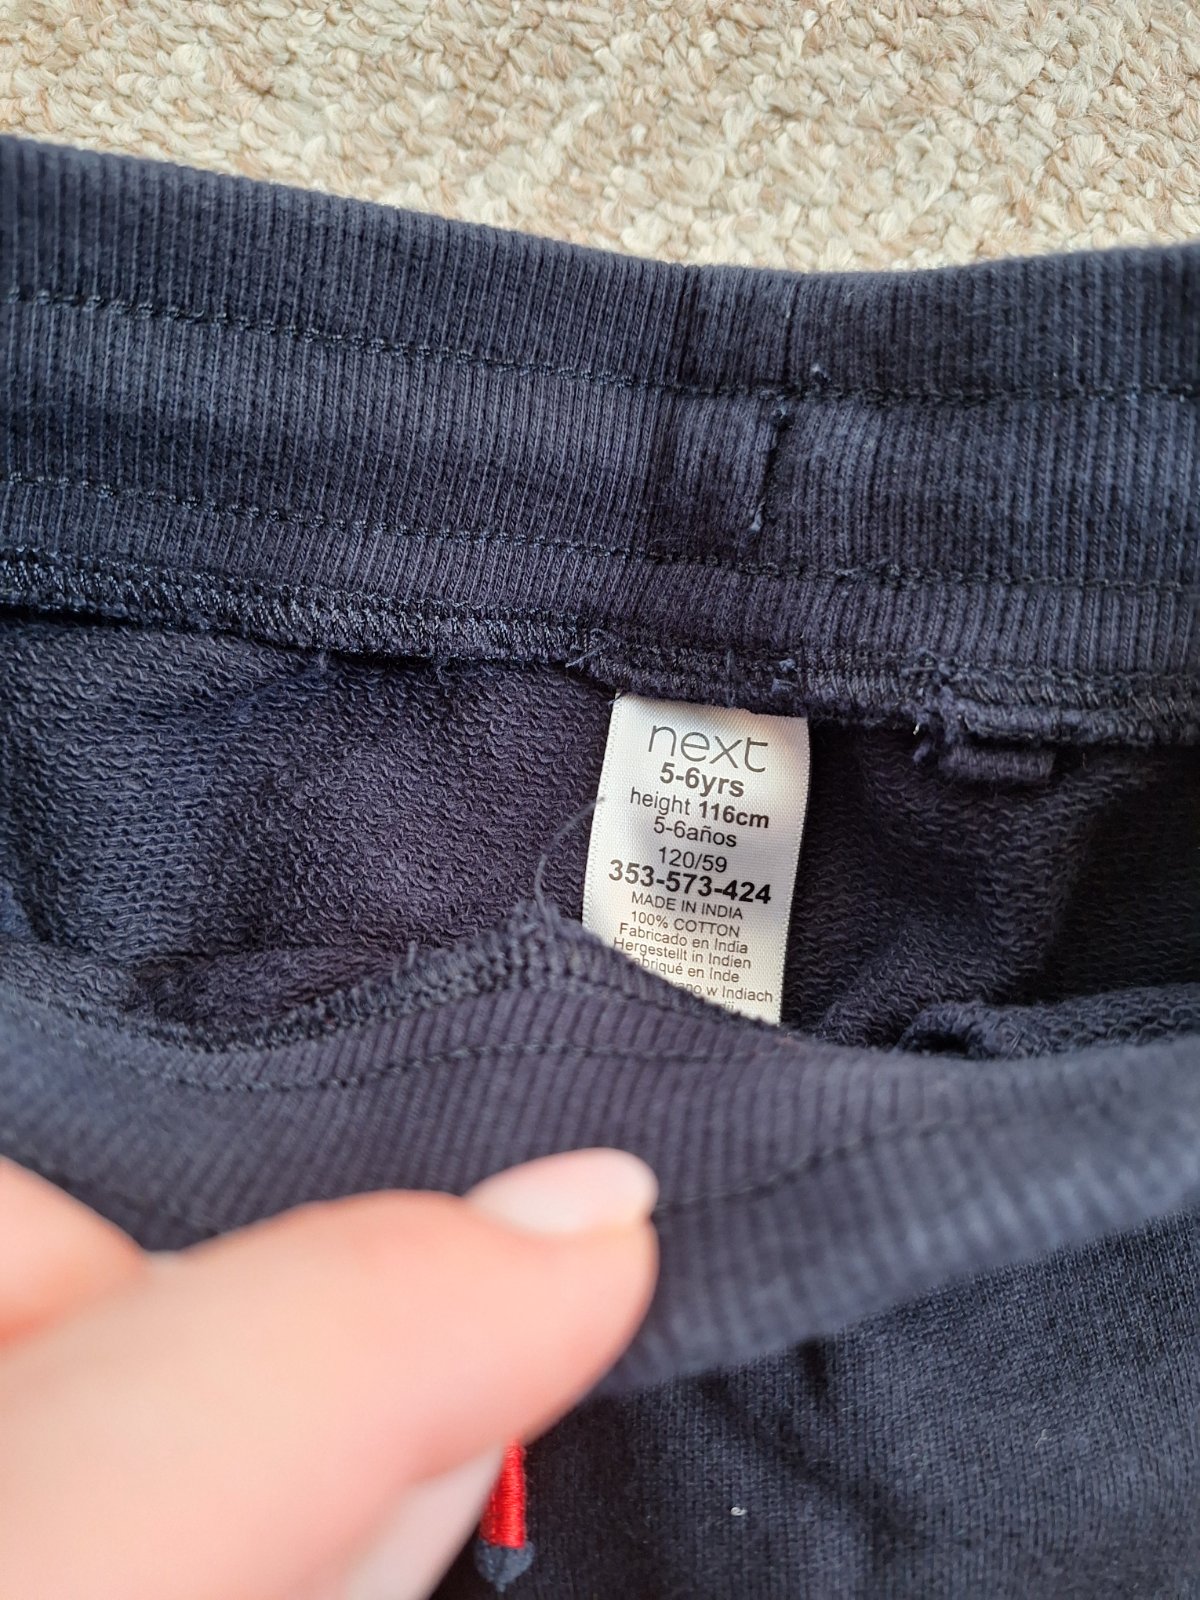 next
5-6yrs
height 116cm
5-6años
120/59
353-573-424
MADE IN INDIA
100% COTTON
Fabricado en India
Hergestellt in Indien
Fabriqué en Inde
w Indiach